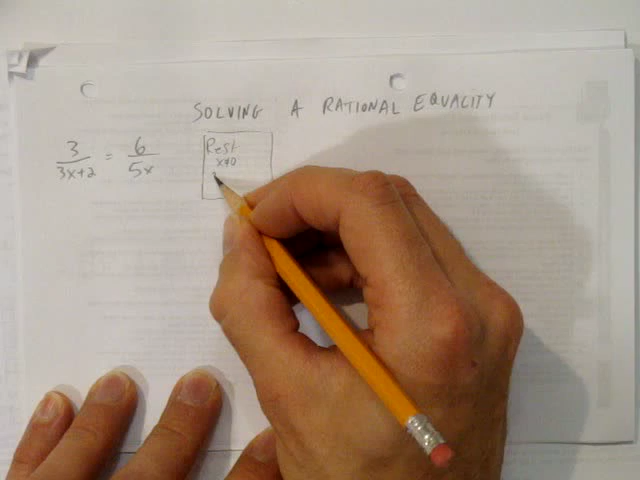 SOLVING A RATIONAL EQUALITY
3/(3x+2) = 6/(5x)
Rest
x≠0